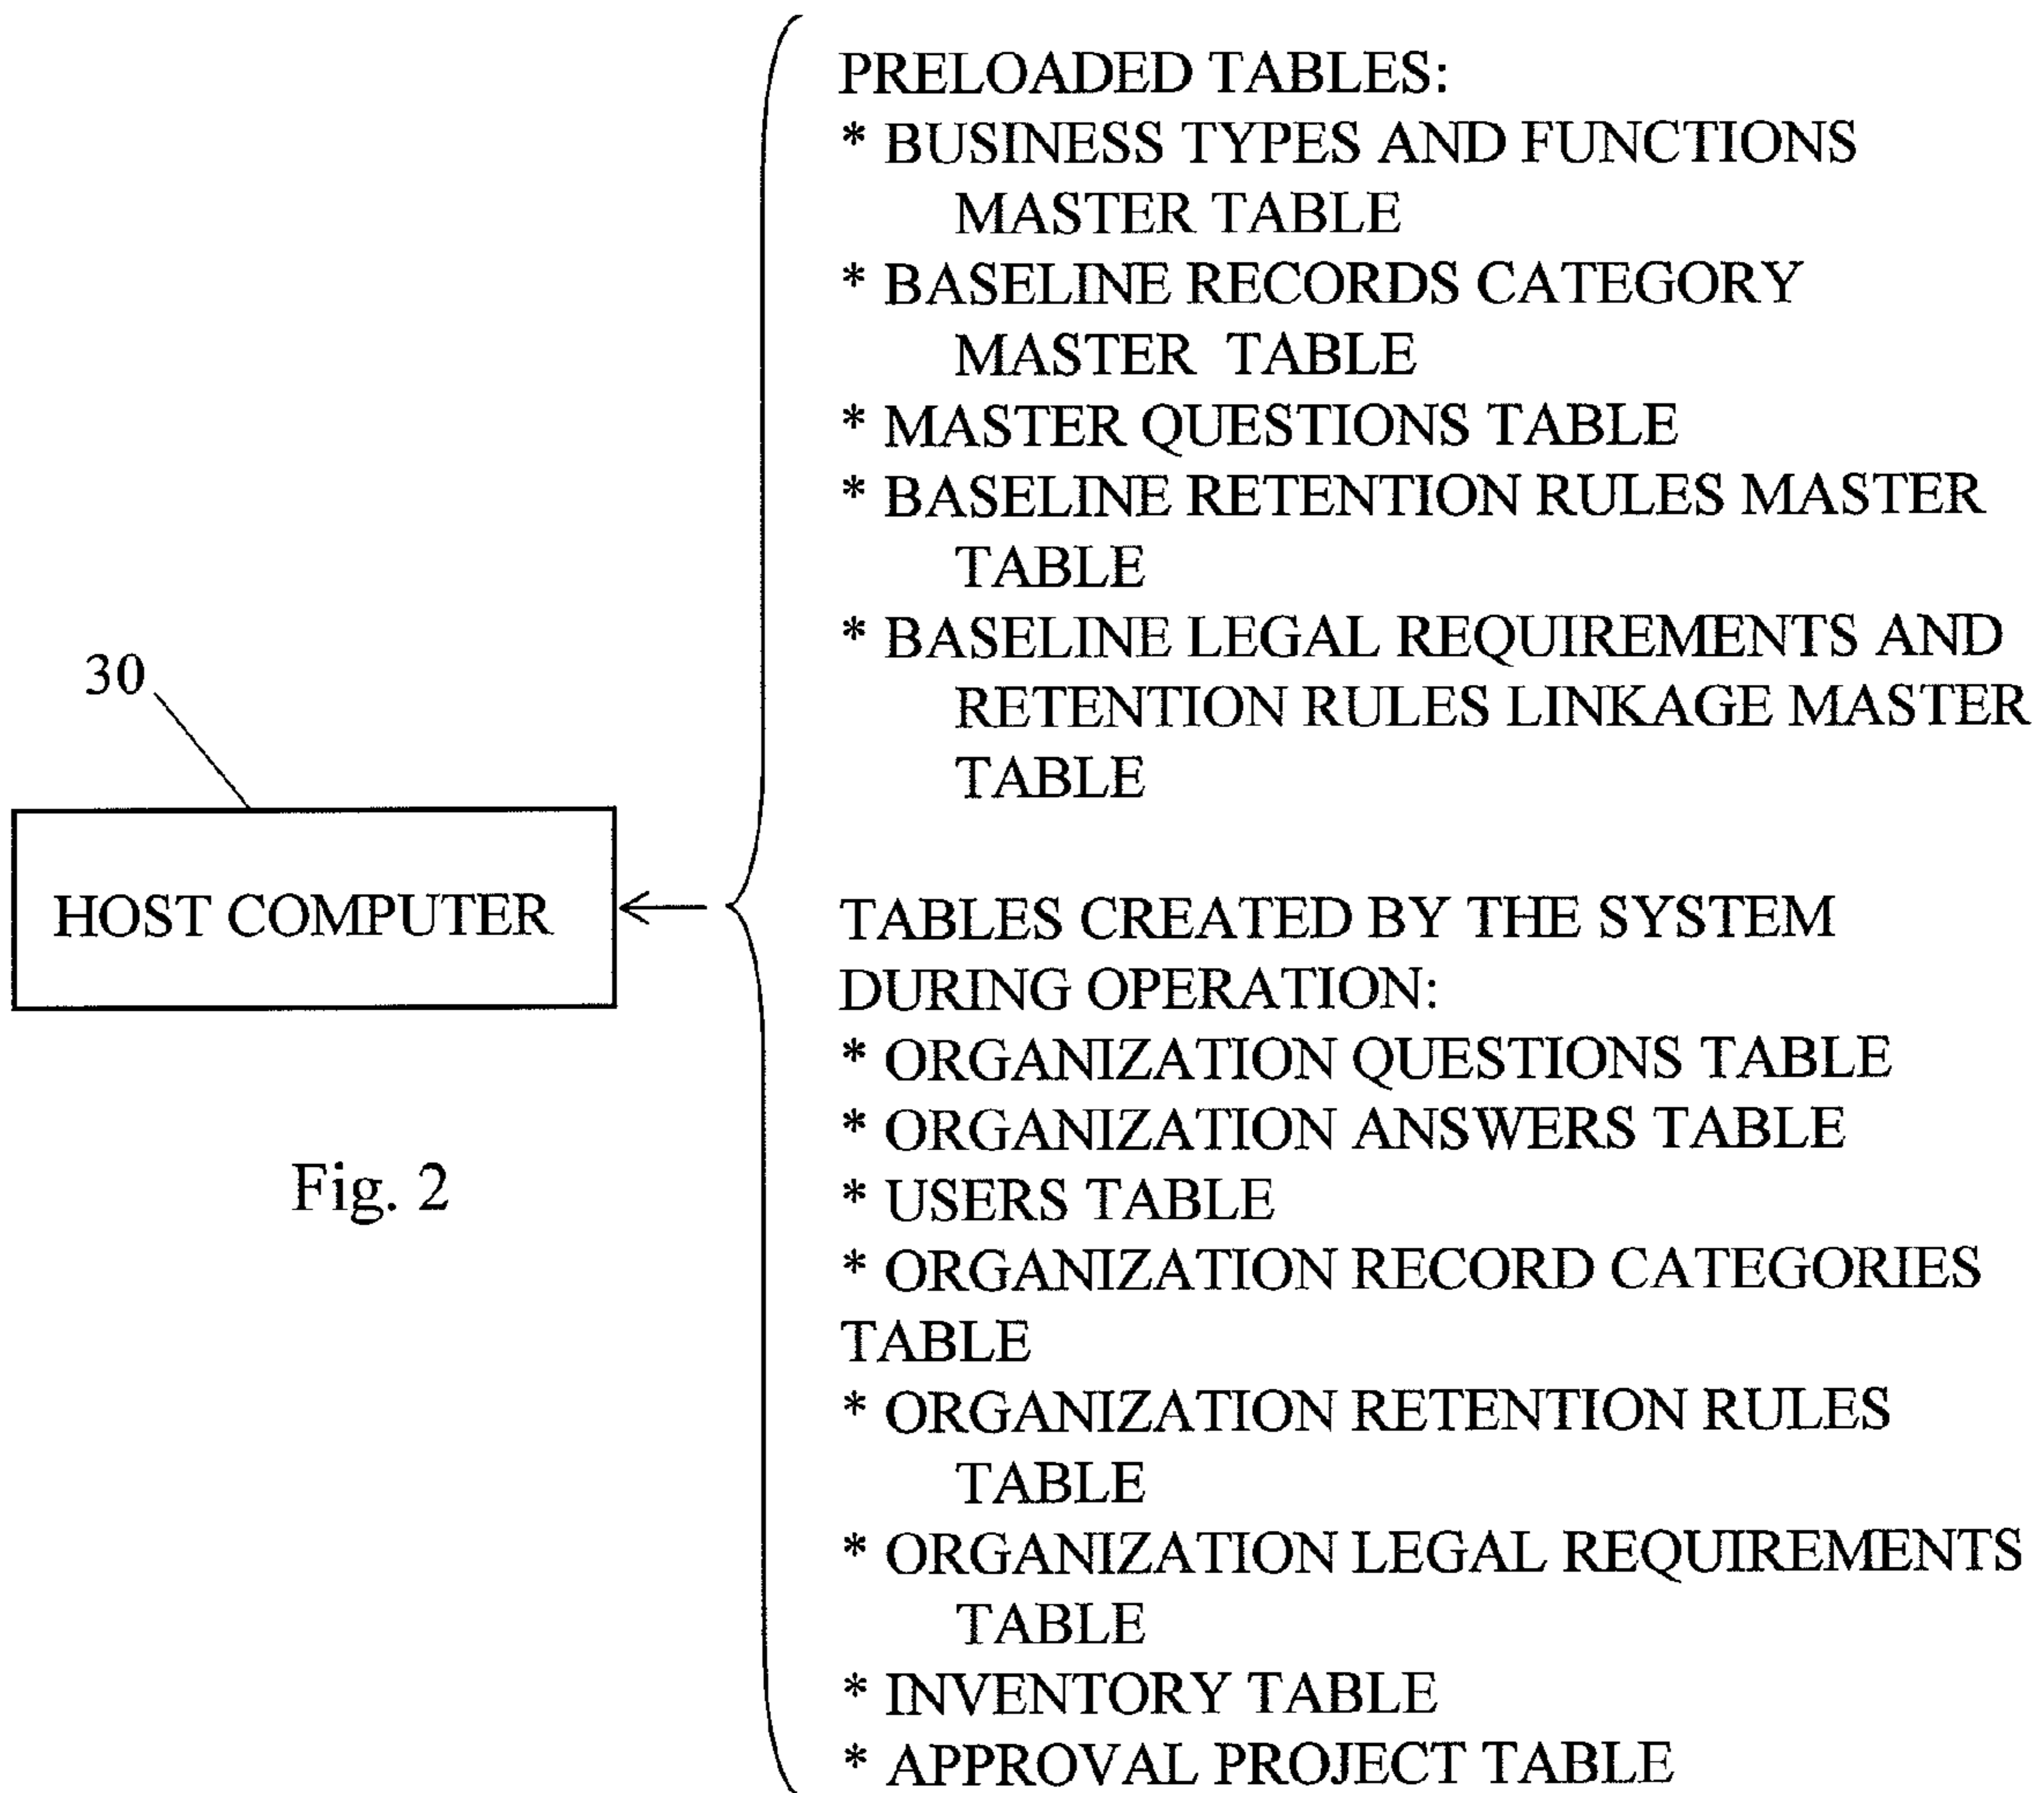 PRELOADED TABLES:
* BUSINESS TYPES AND FUNCTIONS
MASTER TABLE
* BASELINE RECORDS CATEGORY
MASTER TABLE
* MASTER QUESTIONS TABLE
* BASELINE RETENTION RULES MASTER
TABLE
* BASELINE LEGAL REQUIREMENTS AND
RETENTION RULES LINKAGE MASTER
TABLE
30
HOST COMPUTER
Fig. 2
TABLES CREATED BY THE SYSTEM
DURING OPERATION:
* ORGANIZATION QUESTIONS TABLE
* ORGANIZATION ANSWERS TABLE
* USERS TABLE
* ORGANIZATION RECORD CATEGORIES
TABLE
* ORGANIZATION RETENTION RULES
TABLE
* ORGANIZATION LEGAL REQUIREMENTS
TABLE
* INVENTORY TABLE
* APPROVAL PROJECT TABLE